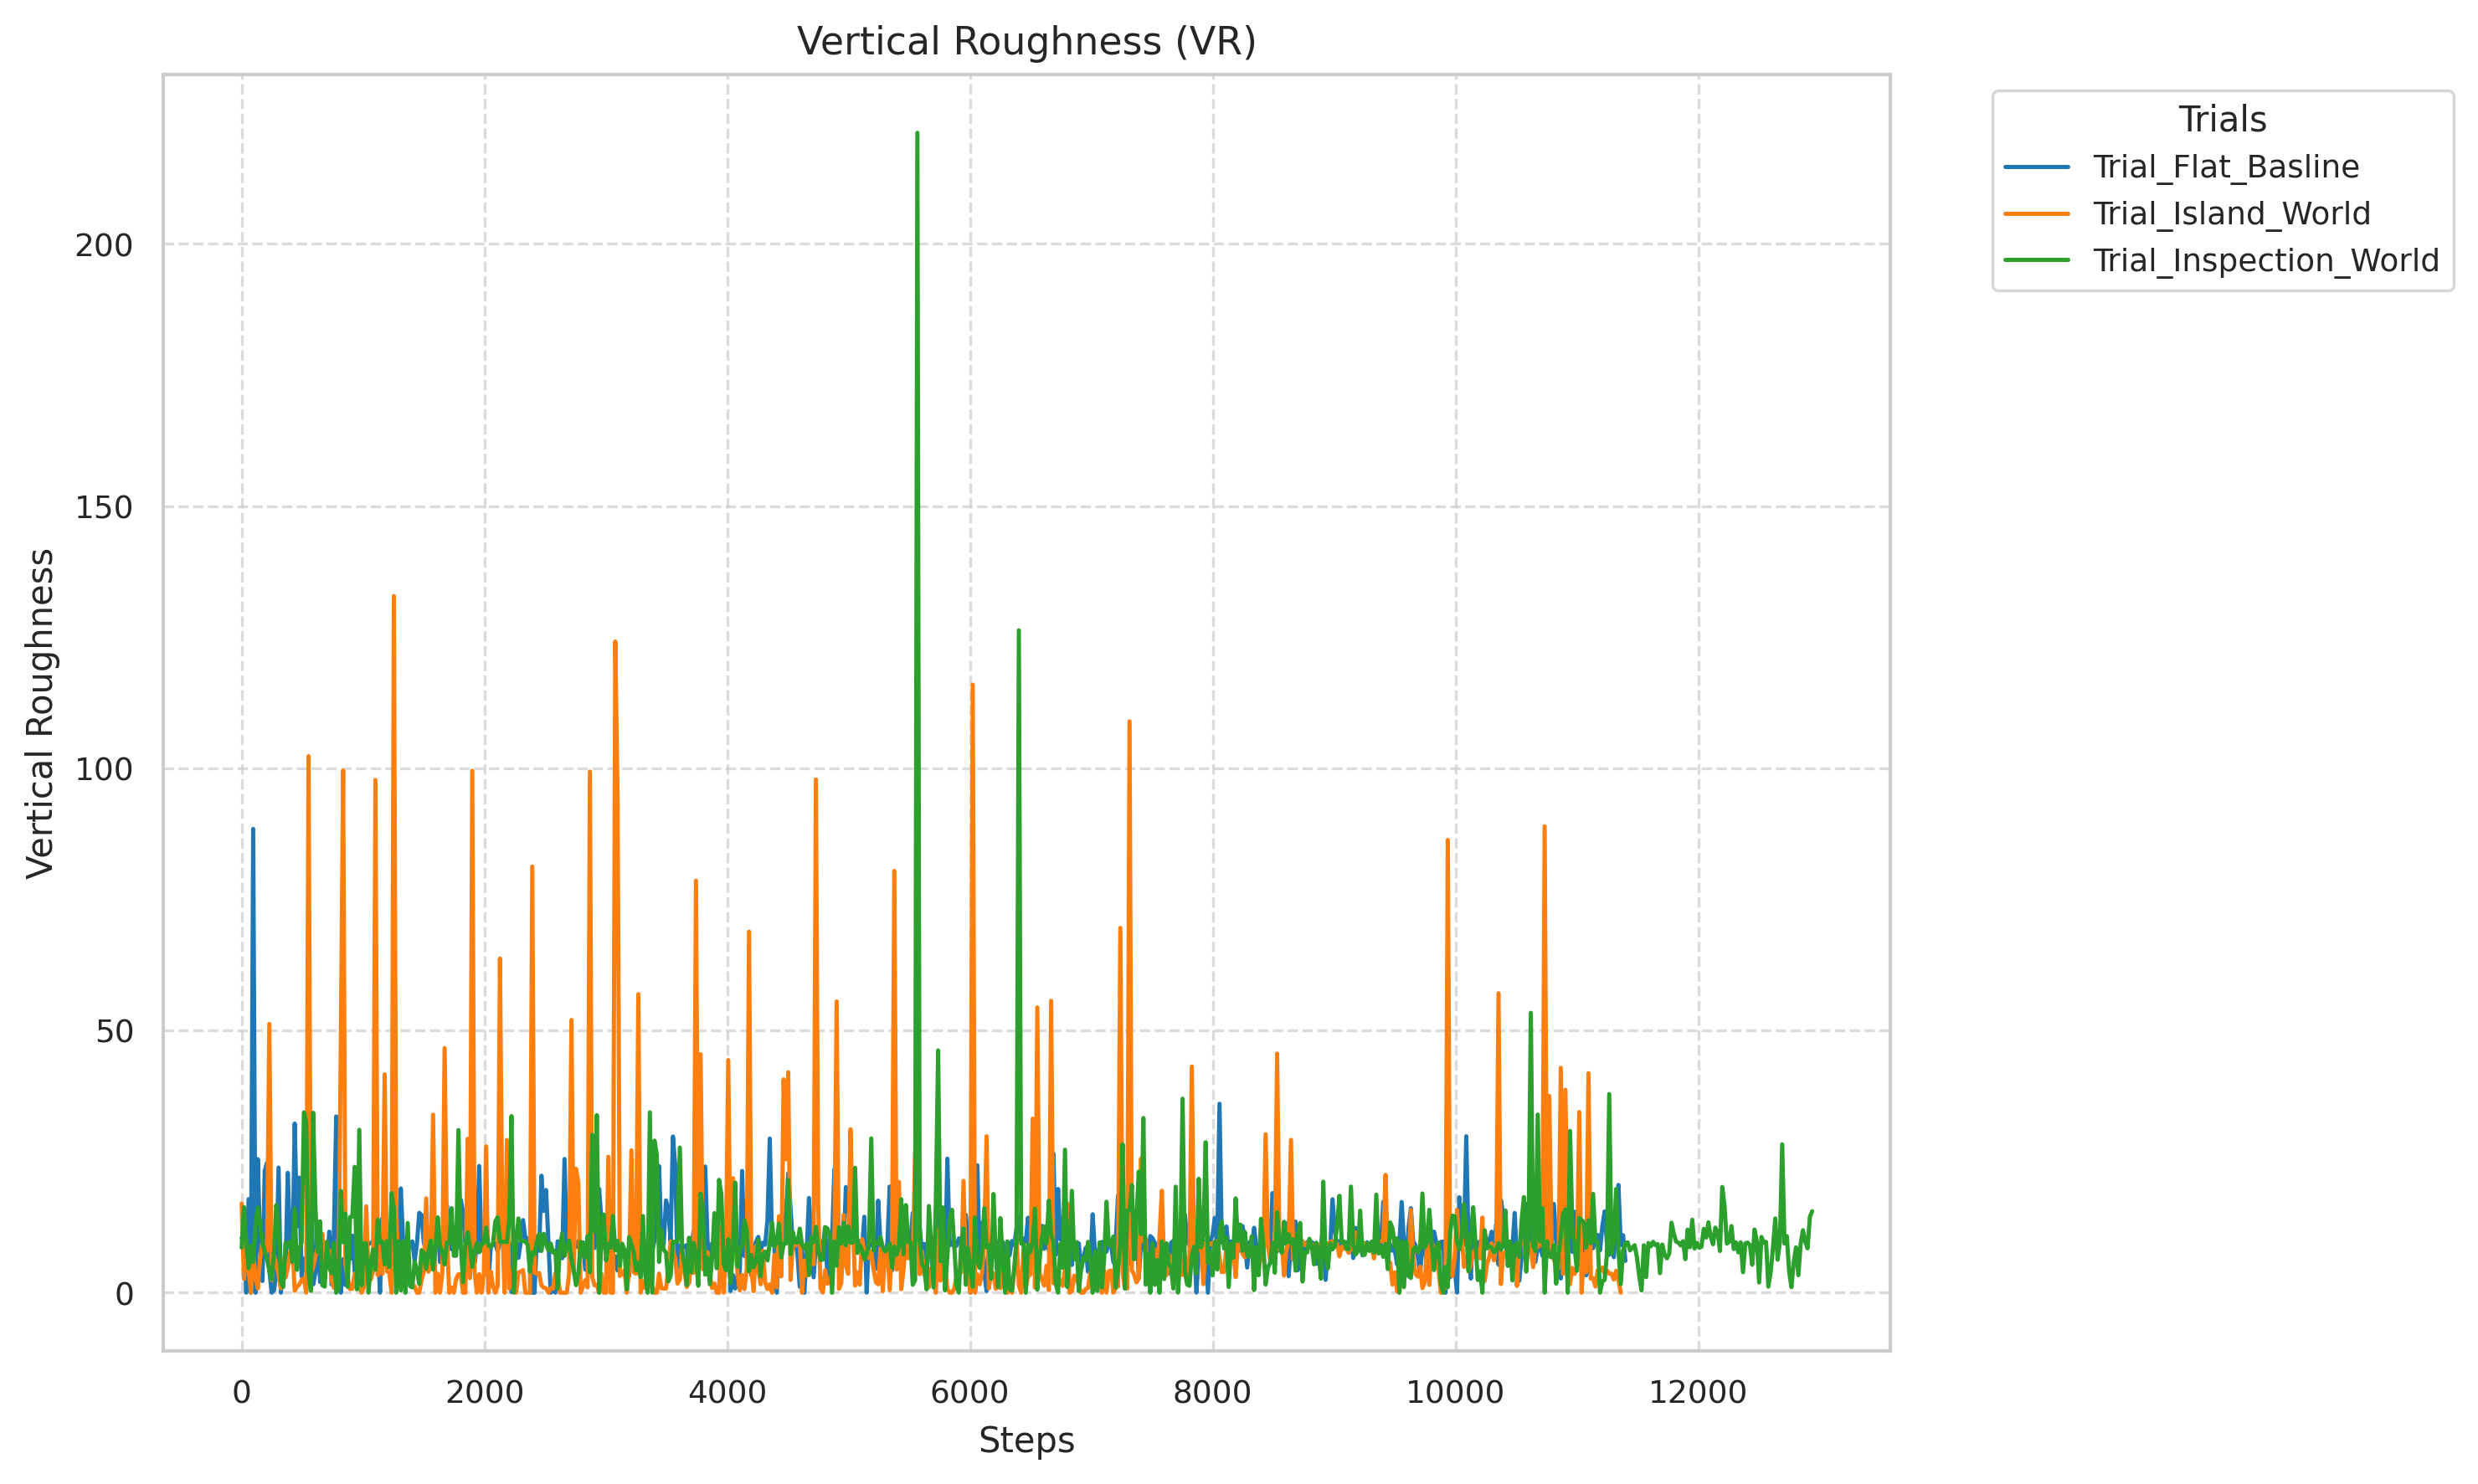 Vertical Roughness (VR)
Trials
Trial_Flat_Basline
Trial_Island_World
Trial_Inspection_World
Vertical Roughness
200
150
100
50
0
0 2000 4000 6000 8000 10000 12000
Steps